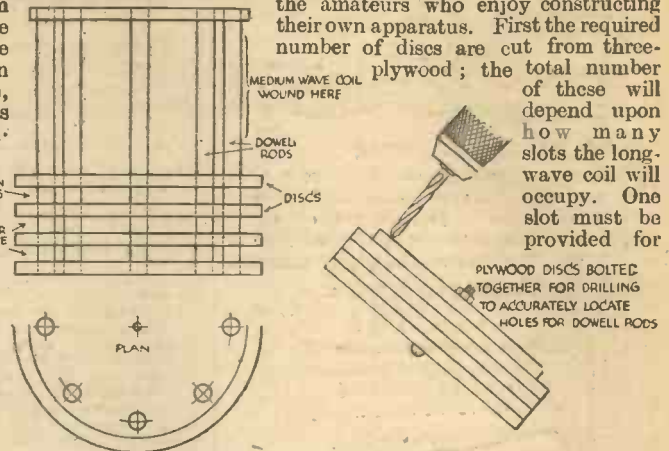 the amateurs who enjoy constructing
their own apparatus. First the required
number of discs are cut from three-
plywood ; the total number
of these will
depend upon
how many
slots the long-
wave coil will
occupy. One
slot must be
provided for
MEDIUM WAVE COIL
WOUND HERE
DOWELL
RODS
DISCS
PLAN
PLYWOOD DISCS BOLTED
TOGETHER FOR DRILLING
TO ACCURATELY LOCATE
HOLES FOR DOWELL RODS